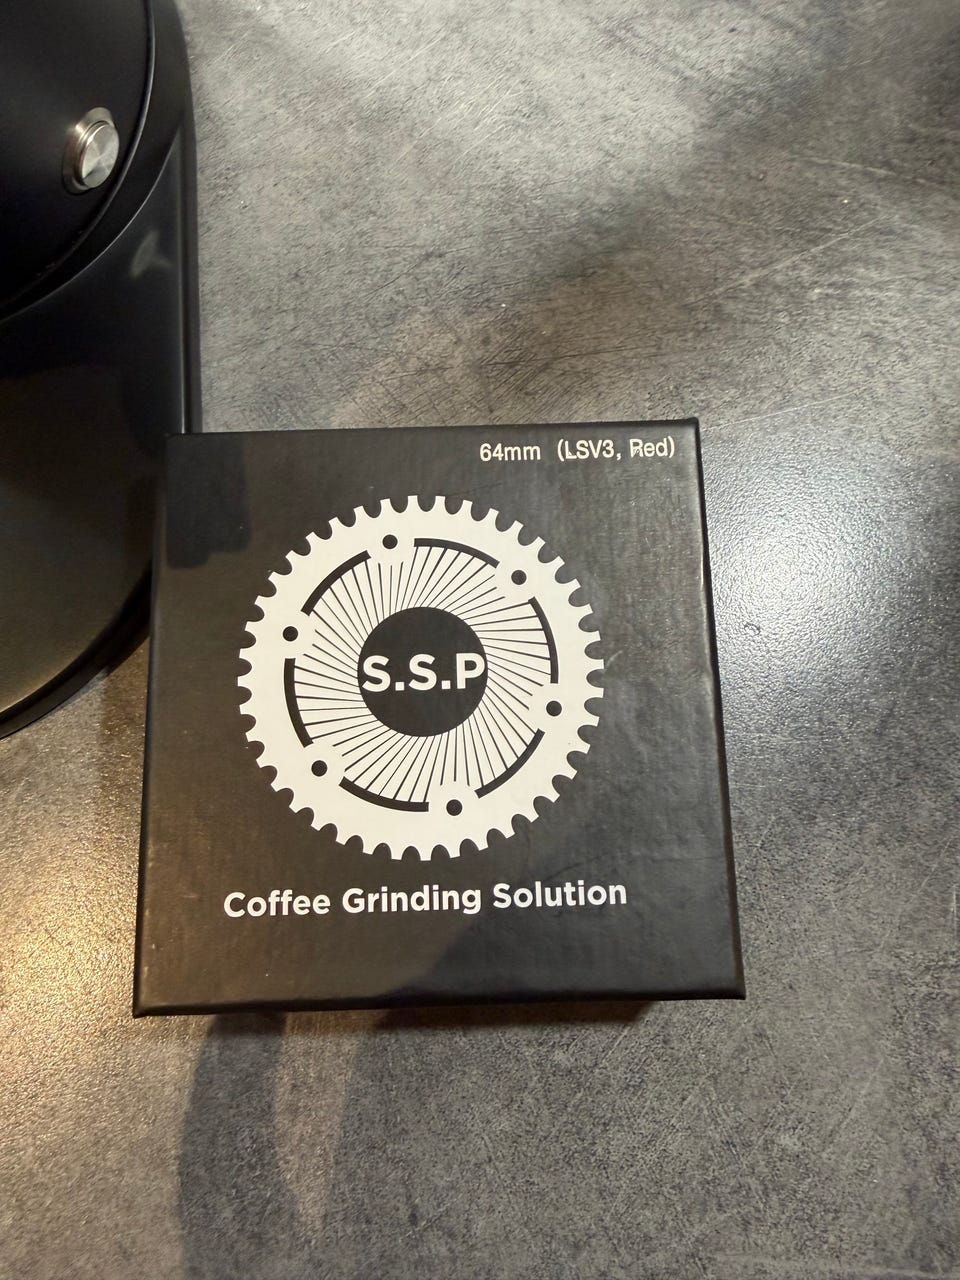 64mm (LSV3, Red)
S.S.P
Coffee Grinding Solution